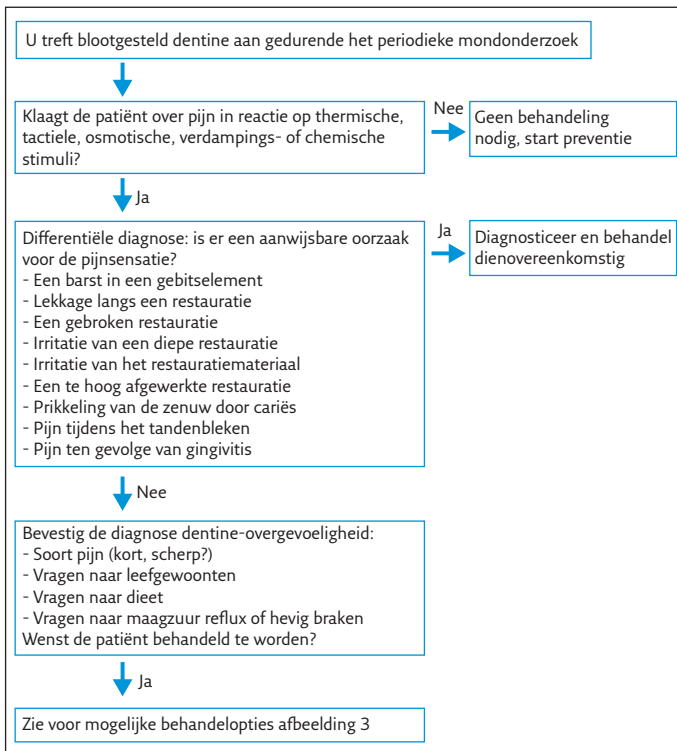 U treft blootgesteld dentine aan gedurende het periodieke mondonderzoek
Klaagt de patiënt over pijn in reactie op thermische,
tactiele, osmotische, verdampings- of chemische
stimuli?
Nee
Geen behandeling
nodig, start preventie
Ja
Differentiële diagnose: is er een aanwijsbare oorzaak
voor de pijnsensatie?
- Een barst in een gebitselement
- Lekkage langs een restauratie
- Een gebroken restauratie
- Irritatie van een diepe restauratie
- Irritatie van het restauratiemateriaal
- Een te hoog afgewerkte restauratie
- Prikkeling van de zenuw door cariës
- Pijn tijdens het tandenbleken
- Pijn ten gevolge van gingivitis
Ja
Diagnosticeer en behandel
dienovereenkomstig
Nee
Bevestig de diagnose dentine-overgevoeligheid:
- Soort pijn (kort, scherp?)
- Vragen naar leefgewoonten
- Vragen naar dieet
- Vragen naar maagzuur reflux of hevig braken
Wenst de patiënt behandeld te worden?
Ja
Zie voor mogelijke behandelopties afbeelding 3